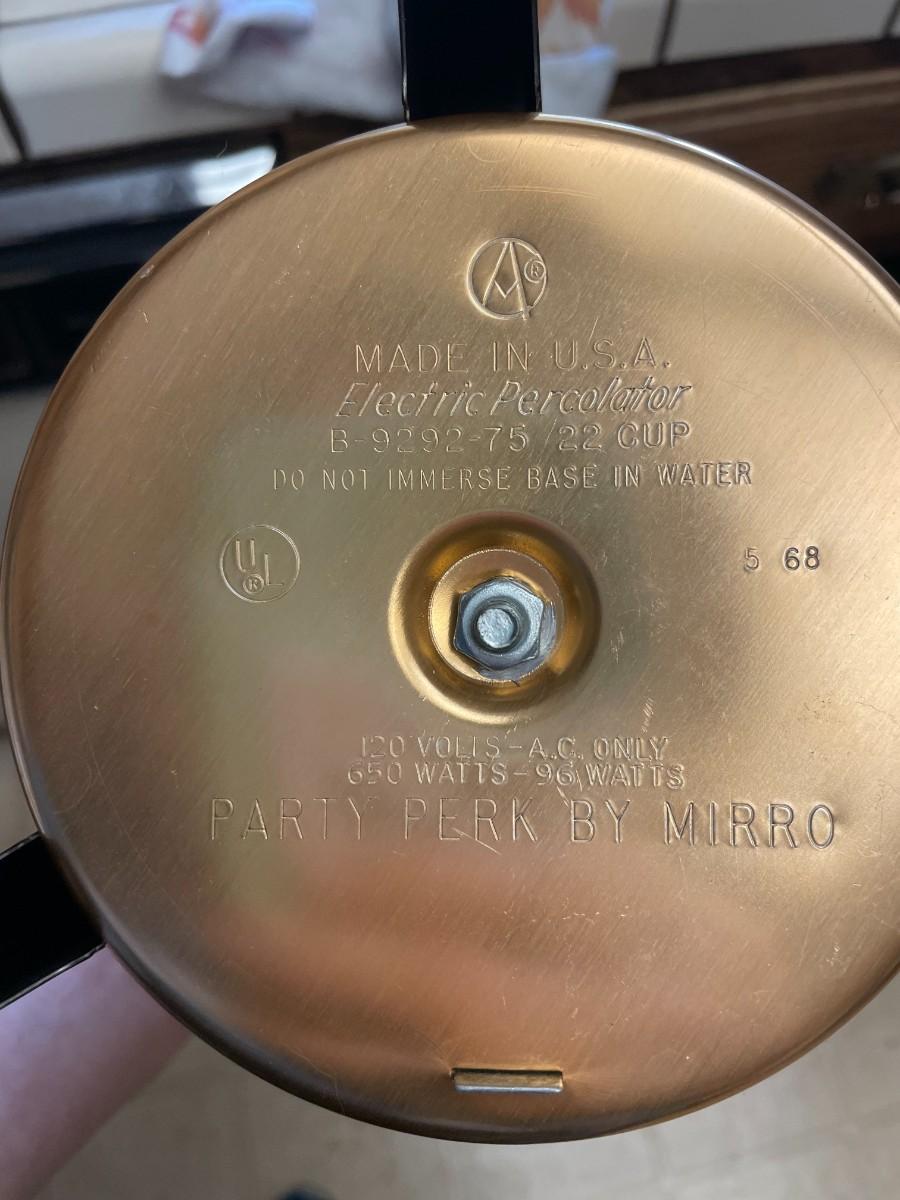 A®
MADE IN U.S.A.
Electric Percolator
B-9292-75 22 CUP
DO NOT IMMERSE BASE IN WATER
UL®
5 68
120 VOLTS-A.C. ONLY
650 WATTS-96 WATTS
PARTY PERK BY MIRRO